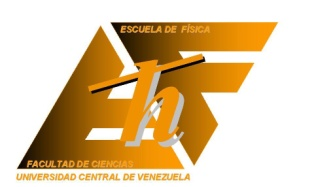 ESCUELA DE FÍSICA
ħ
FACULTAD DE CIENCIAS
UNIVERSIDAD CENTRAL DE VENEZUELA